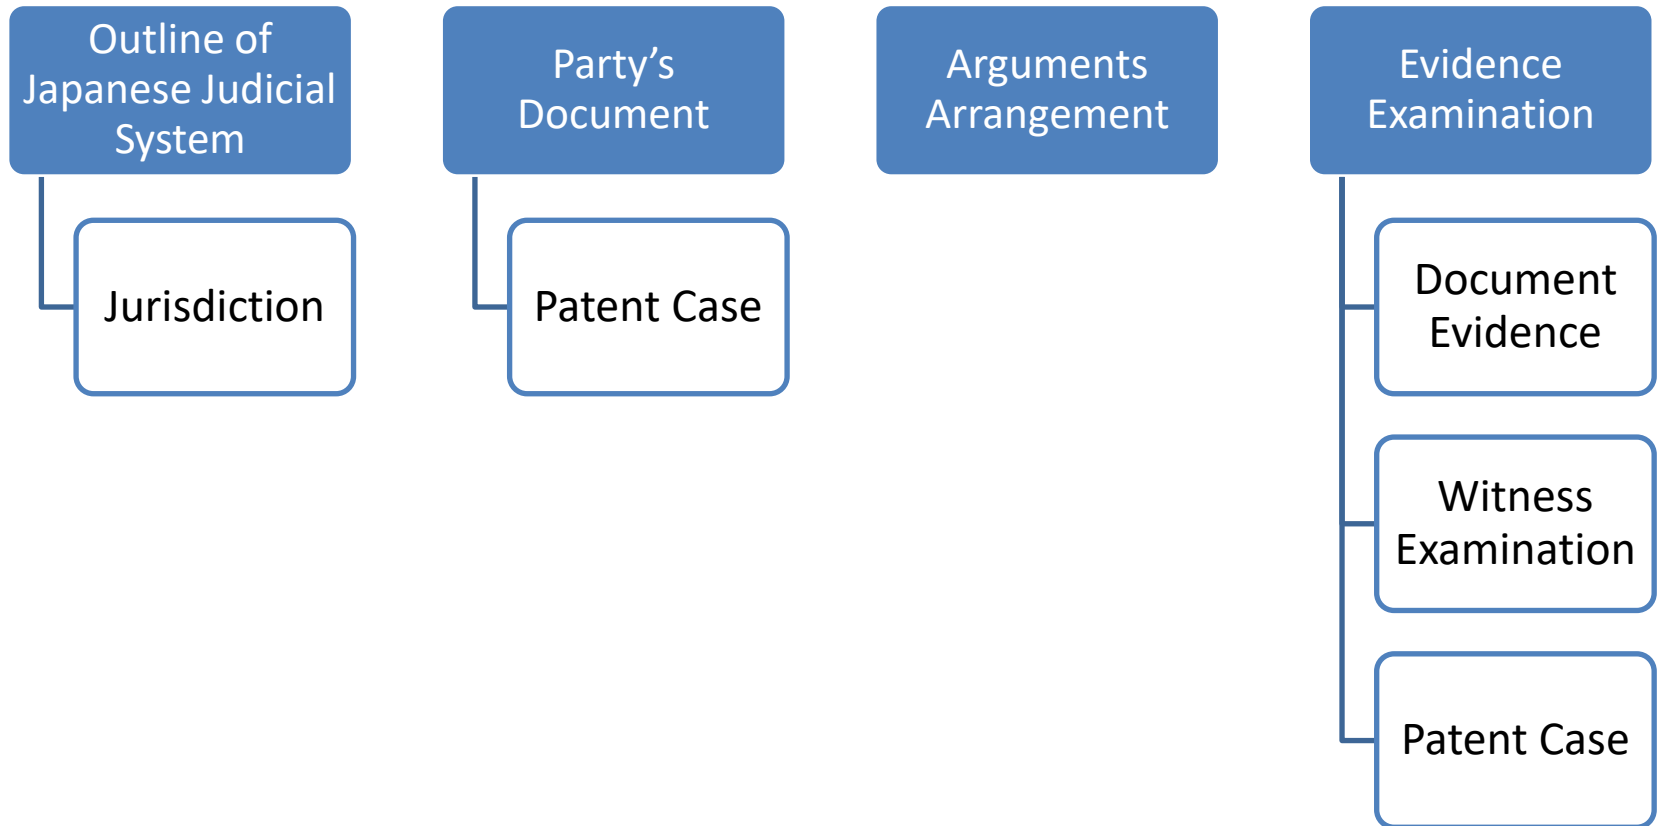 Outline of
Japanese Judicial
System
Jurisdiction
Party’s
Document
Patent Case
Arguments
Arrangement
Evidence
Examination
Document
Evidence
Witness
Examination
Patent Case